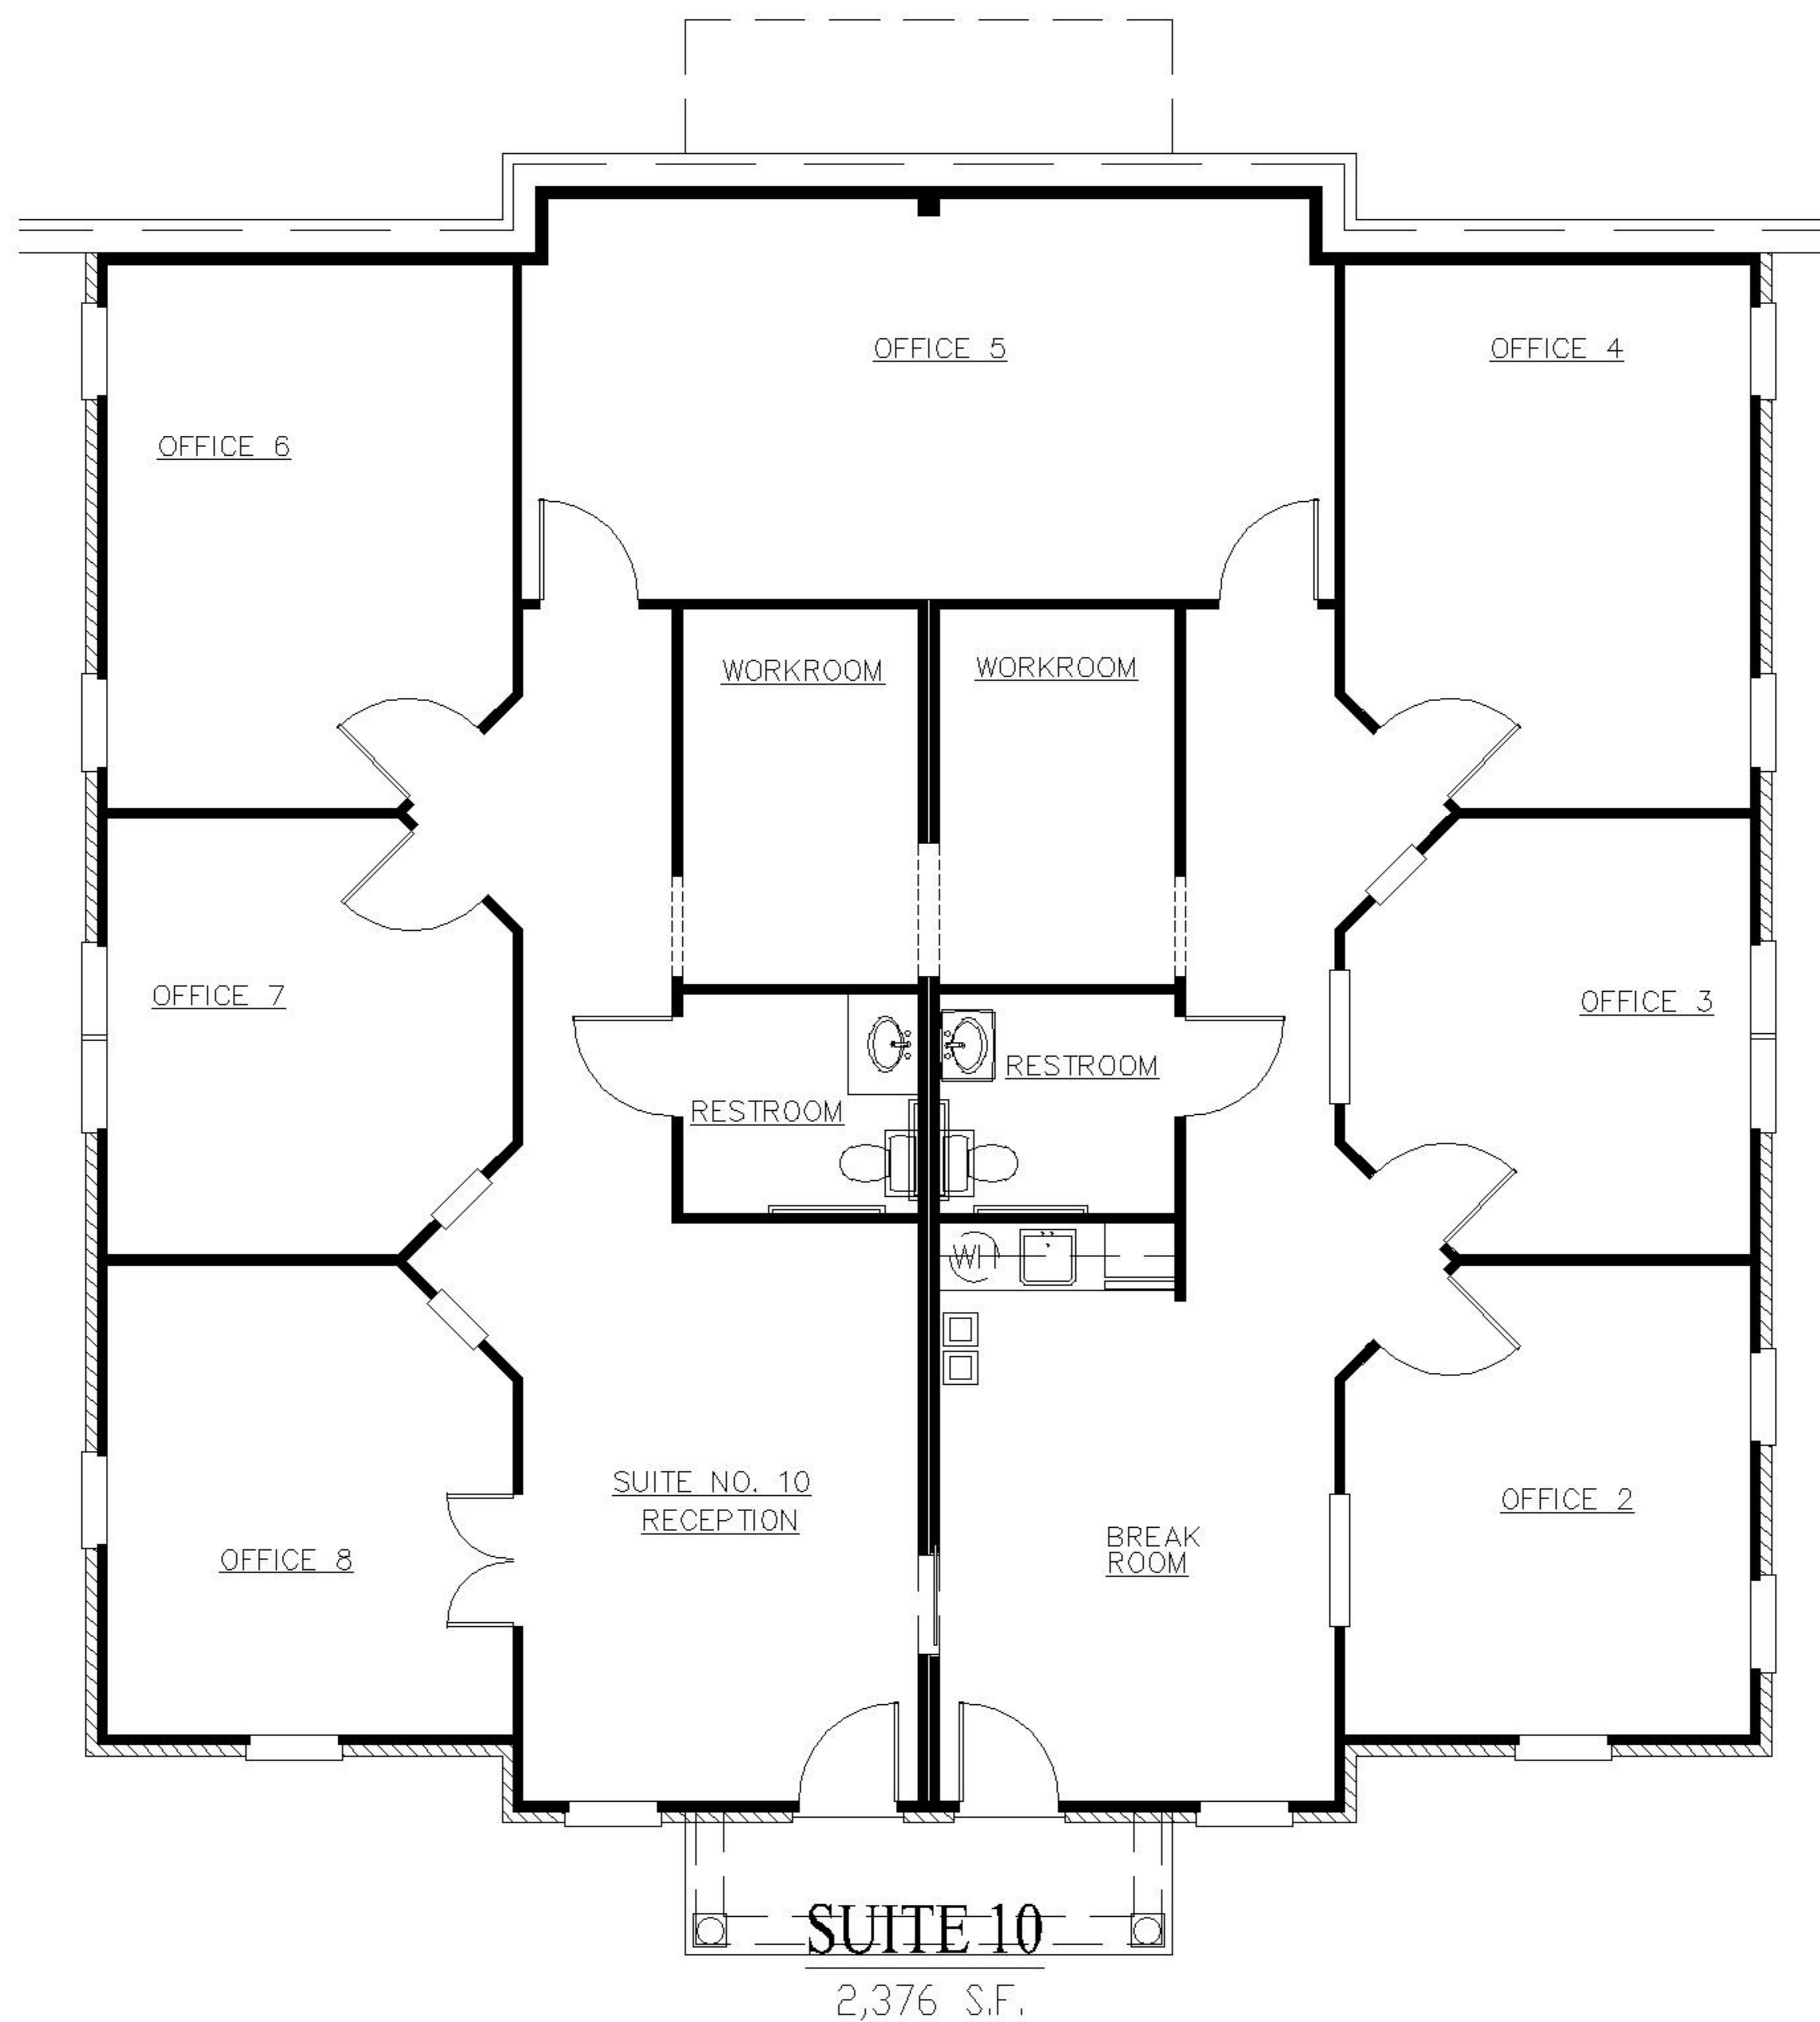 OFFICE 5
OFFICE 4
OFFICE 6
WORKROOM
WORKROOM
OFFICE 7
OFFICE 3
RESTROOM
RESTROOM
WH
SUITE NO. 10
RECEPTION
OFFICE 2
BREAK
ROOM
OFFICE 8
SUITE 10
2,376 S.F.